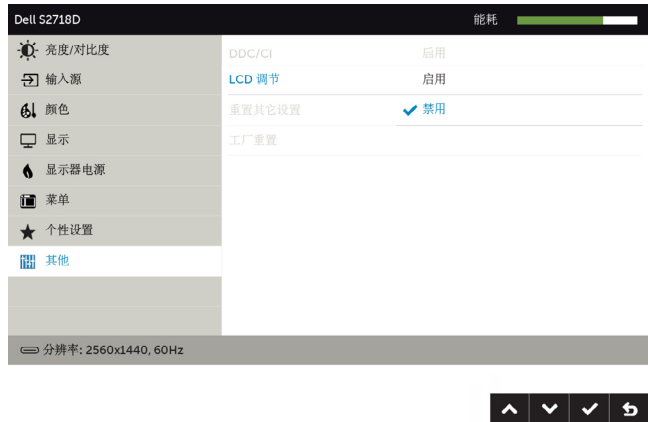 Dell S2718D 能耗
亮度/对比度
DDC/CI 启用
输入源
LCD 调节 启用
颜色
重置其它设置 禁用
显示
工厂重置
显示器电源
菜单
个性设置
其他
分辨率: 2560x1440, 60Hz